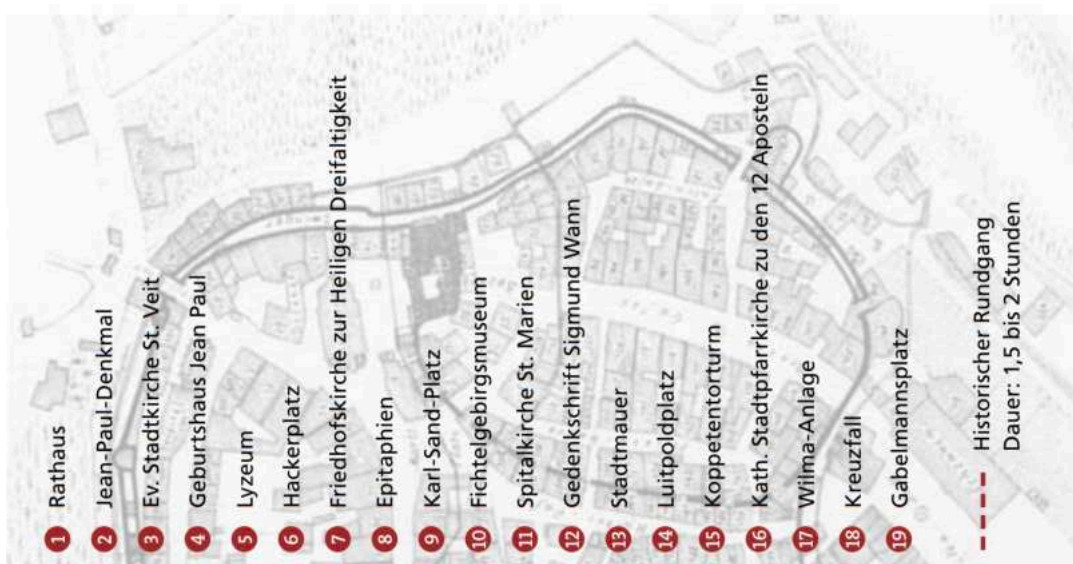 1 Rathaus
2 Jean-Paul-Denkmal
3 Ev. Stadtkirche St. Veit
4 Geburtshaus Jean Paul
5 Lyzeum
6 Hackerplatz
7 Friedhofskirche zur Heiligen Dreifaltigkeit
8 Epitaphien
9 Karl-Sand-Platz
10 Fichtelgebirgsmuseum
11 Spitalkirche St. Marien
12 Gedenkschrift Sigmund Wann
13 Stadtmauer
14 Luitpoldplatz
15 Koppetentorturm
16 Kath. Stadtpfarrkirche zu den 12 Aposteln
17 Wilma-Anlage
18 Kreuzfall
19 Gabelmannsplatz
Historischer Rundgang
Dauer: 1,5 bis 2 Stunden